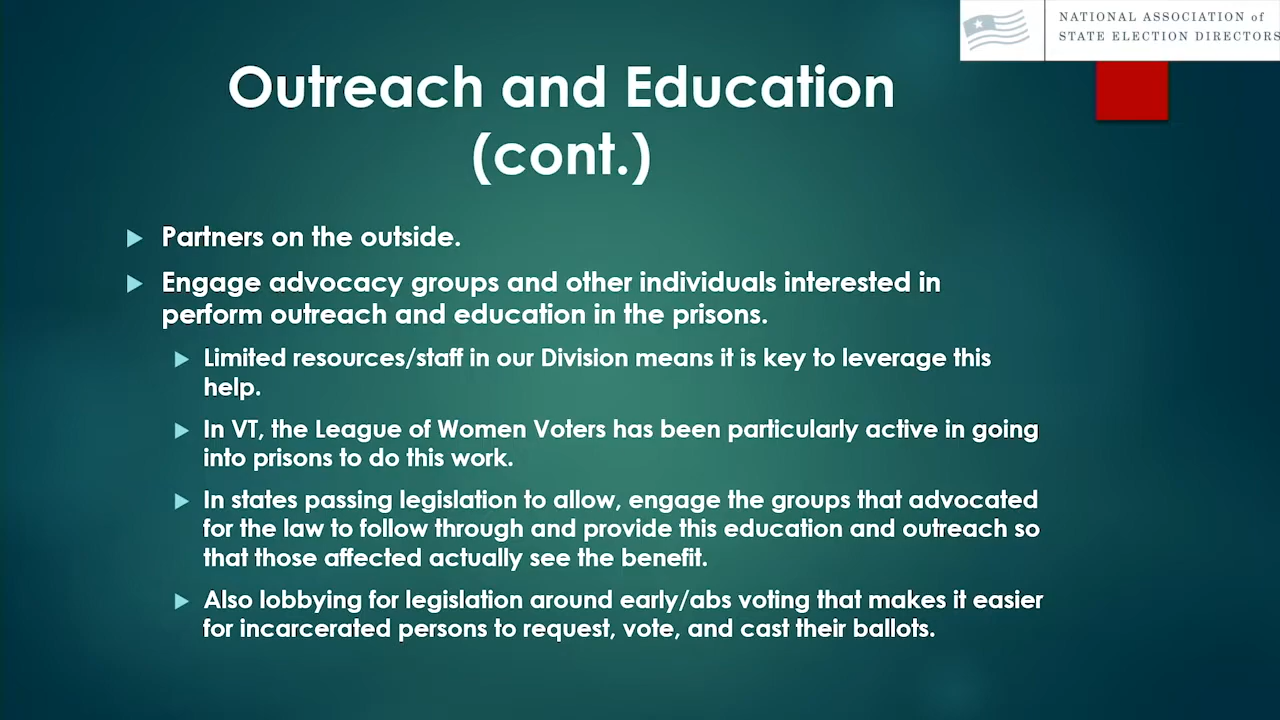 NATIONAL ASSOCIATION of
STATE ELECTION DIRECTORS
Outreach and Education
(cont.)
Partners on the outside.
Engage advocacy groups and other individuals interested in
perform outreach and education in the prisons.
Limited resources/staff in our Division means it is key to leverage this
help.
In VT, the League of Women Voters has been particularly active in going
into prisons to do this work.
In states passing legislation to allow, engage the groups that advocated
for the law to follow through and provide this education and outreach so
that those affected actually see the benefit.
Also lobbying for legislation around early/abs voting that makes it easier
for incarcerated persons to request, vote, and cast their ballots.